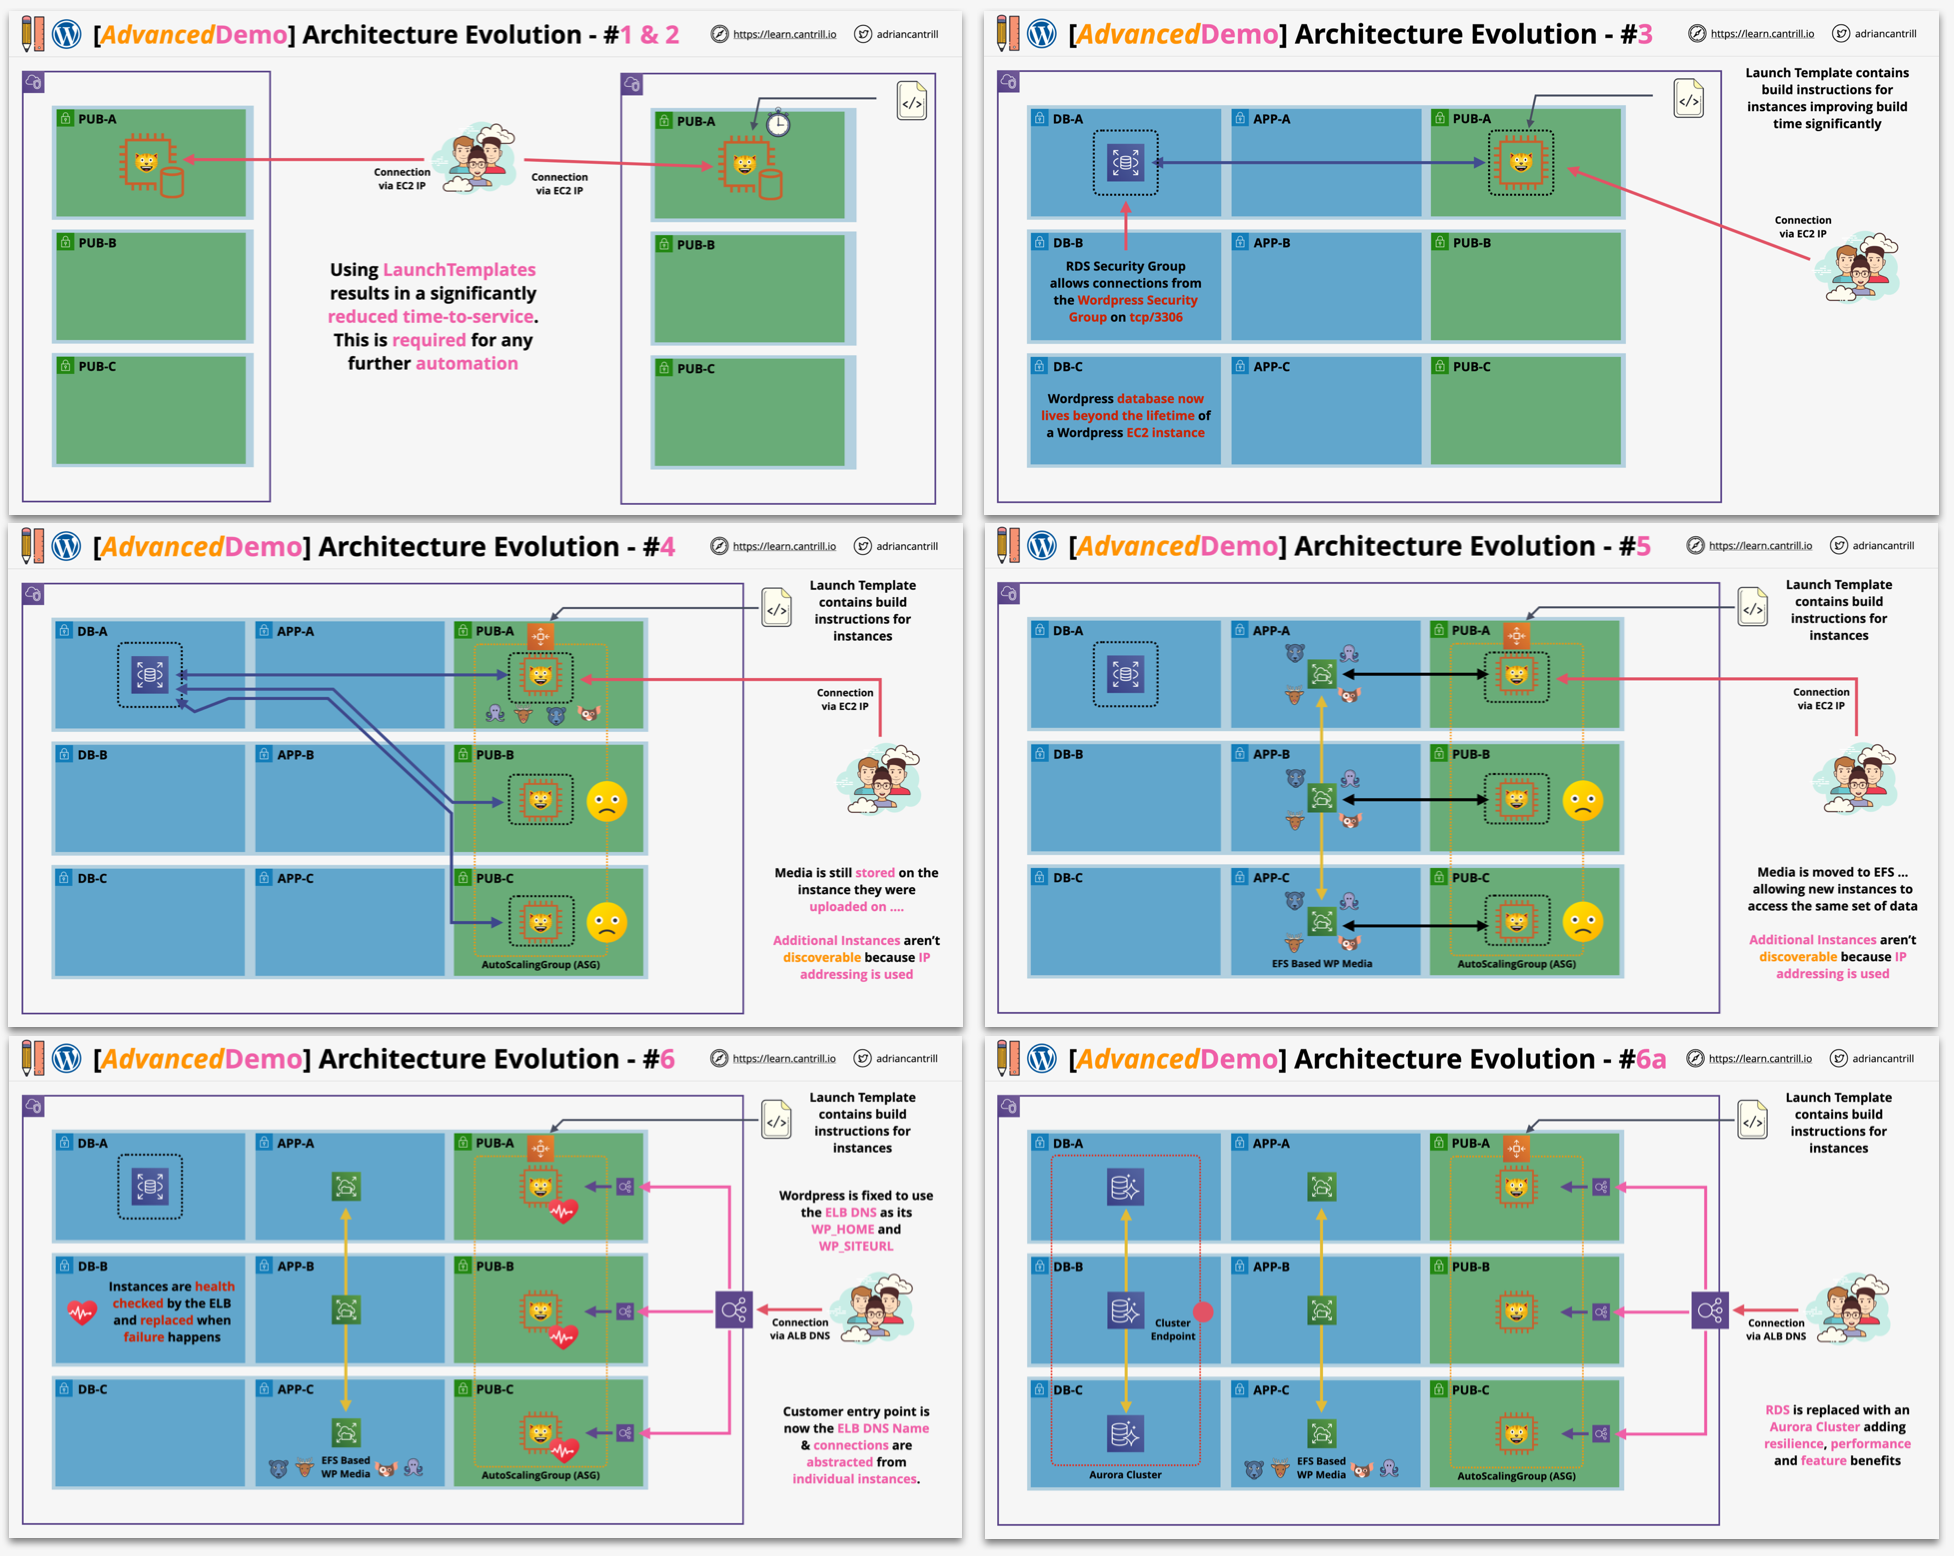 [AdvancedDemo] Architecture Evolution - #1 & 2
https://learn.cantrill.io
adriancantrill
PUB-A
PUB-B
PUB-C
Connection
via EC2 IP
Connection
via EC2 IP
Using LaunchTemplates
results in a significantly
reduced time-to-service.
This is required for any
further automation
PUB-A
</>
PUB-B
PUB-C
[AdvancedDemo] Architecture Evolution - #3
https://learn.cantrill.io
adriancantrill
Launch Template contains
build instructions for
instances improving build
time significantly
</>
DB-A
APP-A
PUB-A
Connection
via EC2 IP
DB-B
APP-B
PUB-B
RDS Security Group
allows connections from
the Wordpress Security
Group on tcp/3306
DB-C
APP-C
PUB-C
Wordpress database now
lives beyond the lifetime of
a Wordpress EC2 instance
[AdvancedDemo] Architecture Evolution - #4
https://learn.cantrill.io
adriancantrill
</>
Launch Template
contains build
instructions for
instances
DB-A
APP-A
PUB-A
Connection
via EC2 IP
DB-B
APP-B
PUB-B
DB-C
APP-C
PUB-C
AutoScalingGroup (ASG)
Media is still stored on the
instance they were
uploaded on ....
Additional Instances aren't
discoverable because IP
addressing is used
[AdvancedDemo] Architecture Evolution - #5
https://learn.cantrill.io
adriancantrill
</>
Launch Template
contains build
instructions for
instances
DB-A
APP-A
PUB-A
Connection
via EC2 IP
DB-B
APP-B
PUB-B
DB-C
APP-C
PUB-C
EFS Based WP Media
AutoScalingGroup (ASG)
Media is moved to EFS ...
allowing new instances to
access the same set of data
Additional Instances aren't
discoverable because IP
addressing is used
[AdvancedDemo] Architecture Evolution - #6
https://learn.cantrill.io
adriancantrill
</>
Launch Template
contains build
instructions for
instances
DB-A
APP-A
PUB-A
Wordpress is fixed to use
the ELB DNS as its
WP_HOME and
WP_SITEURL
DB-B
APP-B
PUB-B
Instances are health
checked by the ELB
and replaced when
failure happens
Connection
via ALB DNS
DB-C
APP-C
PUB-C
EFS Based
WP Media
AutoScalingGroup (ASG)
Customer entry point is
now the ELB DNS Name
& connections are
abstracted from
individual instances.
[AdvancedDemo] Architecture Evolution - #6a
https://learn.cantrill.io
adriancantrill
</>
Launch Template
contains build
instructions for
instances
DB-A
APP-A
PUB-A
DB-B
APP-B
PUB-B
Cluster
Endpoint
Connection
via ALB DNS
DB-C
APP-C
PUB-C
Aurora Cluster
EFS Based
WP Media
AutoScalingGroup (ASG)
RDS is replaced with an
Aurora Cluster adding
resilience, performance
and feature benefits